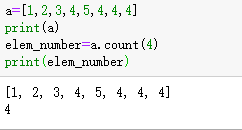 a=[1,2,3,4,5,4,4,4]
print(a)
elem_number=a.count(4)
print(elem_number)
[1, 2, 3, 4, 5, 4, 4, 4]
4